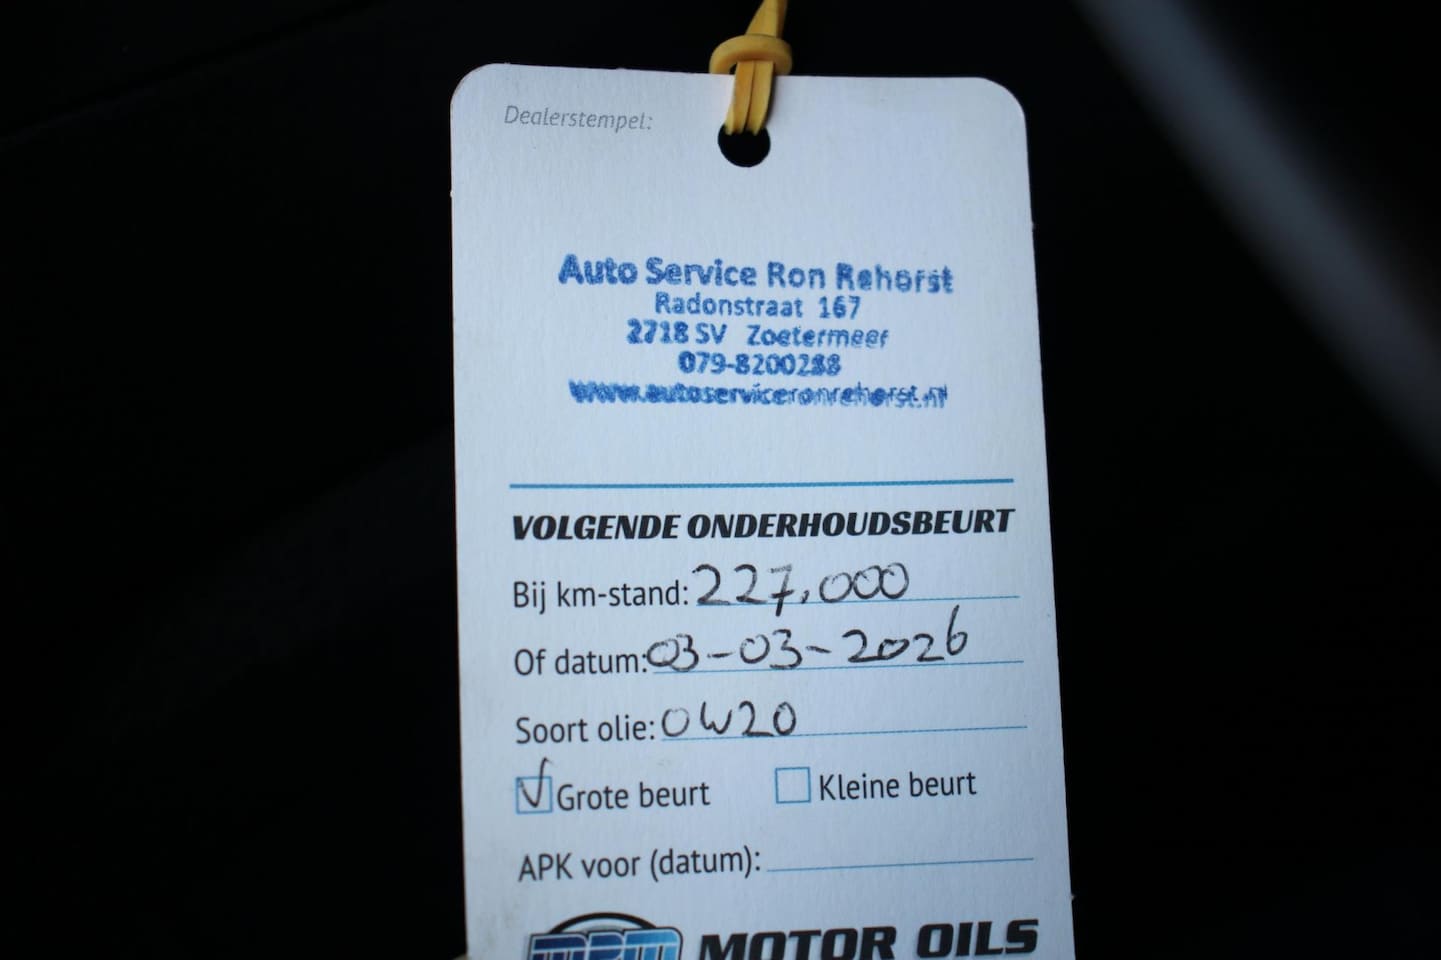 Dealerstempel:
Auto Service Ron Rehorst
Radonstraat 167
2718 SV Zoetermeer
079-8200288
www.autoserviceronrehorst.nl
VOLGENDE ONDERHOUDSBEURT
Bij km-stand: 227,000
Of datum: 03-03-2026
Soort olie: 0W20
Grote beurt Kleine beurt
APK voor (datum):
MPM MOTOR OILS